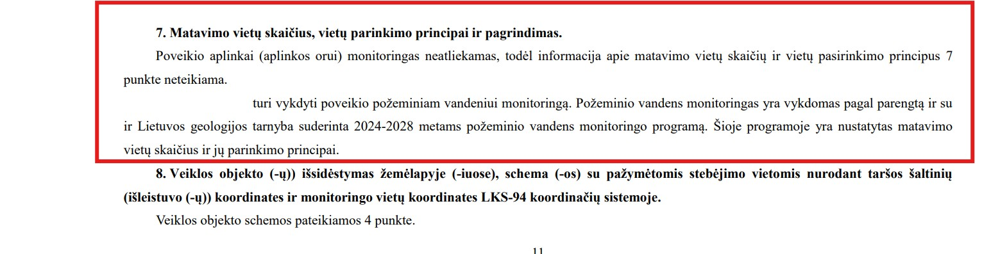 7. Matavimo vietų skaičius, vietų parinkimo principai ir pagrindimas.
Poveikio aplinkai (aplinkos orui) monitoringas neatliekamas, todėl informacija apie matavimo vietų skaičių ir vietų pasirinkimo principus 7
punkte neteikiama.
turi vykdyti poveikio požeminiam vandeniui monitoringą. Požeminio vandens monitoringas yra vykdomas pagal parengtą ir su
ir Lietuvos geologijos tarnyba suderinta 2024-2028 metams požeminio vandens monitoringo programą. Šioje programoje yra nustatytas matavimo
vietų skaičius ir jų parinkimo principai.
8. Veiklos objekto (-ų)) išsidėstymas žemėlapyje (-iuose), schema (-os) su pažymėtomis stebėjimo vietomis nurodant taršos šaltinių
(išleistuvo (-ų)) koordinates ir monitoringo vietų koordinates LKS-94 koordinačių sistemoje.
Veiklos objekto schemos pateikiamos 4 punkte.
11